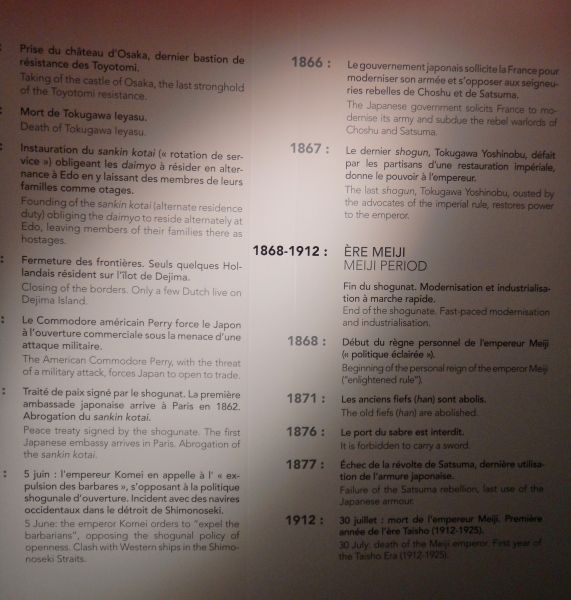 : Prise du château d'Osaka, dernier bastion de
résistance des Toyotomi.
Taking of the castle of Osaka, the last stronghold
of the Toyotomi resistance.
: Mort de Tokugawa Ieyasu.
Death of Tokugawa Ieyasu.
: Instauration du sankin kotai (« rotation de ser-
vice ») obligeant les daimyo à résider en alter-
nance à Edo en y laissant des membres de leurs
familles comme otages.
Founding of the sankin kotai (alternate residence
duty) obliging the daimyo to reside alternately at
Edo, leaving members of their families there as
hostages.
: Fermeture des frontières. Seuls quelques Hol-
landais résident sur l'îlot de Dejima.
Closing of the borders. Only a few Dutch live on
Dejima Island.
: Le Commodore américain Perry force le Japon
à l'ouverture commerciale sous la menace d'une
attaque militaire.
The American Commodore Perry, with the threat
of a military attack, forces Japan to open to trade.
: Traité de paix signé par le shogunat. La première
ambassade japonaise arrive à Paris en 1862.
Abrogation du sankin kotai.
Peace treaty signed by the shogunate. The first
Japanese embassy arrives in Paris. Abrogation of
the sankin kotai.
: 5 juin : l'empereur Komei en appelle à l' « ex-
pulsion des barbares », s'opposant à la politique
shogunale d'ouverture. Incident avec des navires
occidentaux dans le détroit de Shimonoseki.
5 June: the emperor Komei orders to "expel the
barbarians", opposing the shogunal policy of
openness. Clash with Western ships in the Shimo-
noseki Straits.
1866 : Le gouvernement japonais sollicite la France pour
moderniser son armée et s'opposer aux seigneu-
ries rebelles de Choshu et de Satsuma.
The Japanese government solicits France to mo-
dernise its army and subdue the rebel warlords of
Choshu and Satsuma.
1867 : Le dernier shogun, Tokugawa Yoshinobu, défait
par les partisans d'une restauration impériale,
donne le pouvoir à l'empereur.
The last shogun, Tokugawa Yoshinobu, ousted by
the advocates of the imperial rule, restores power
to the emperor.
1868-1912 : ÈRE MEIJI
MEIJI PERIOD
Fin du shogunat. Modernisation et industrialisa-
tion à marche rapide.
End of the shogunate. Fast-paced modernisation
and industrialisation.
1868 : Début du règne personnel de l'empereur Meiji
(« politique éclairée »).
Beginning of the personal reign of the emperor Meiji
("enlightened rule").
1871 : Les anciens fiefs (han) sont abolis.
The old fiefs (han) are abolished.
1876 : Le port du sabre est interdit.
It is forbidden to carry a sword.
1877 : Échec de la révolte de Satsuma, dernière utilisa-
tion de l'armure japonaise.
Failure of the Satsuma rebellion, last use of the
Japanese armour.
1912 : 30 juillet : mort de l'empereur Meiji. Première
année de l'ère Taisho (1912-1925).
30 July: death of the Meiji emperor. First year of
the Taisho Era (1912-1925).